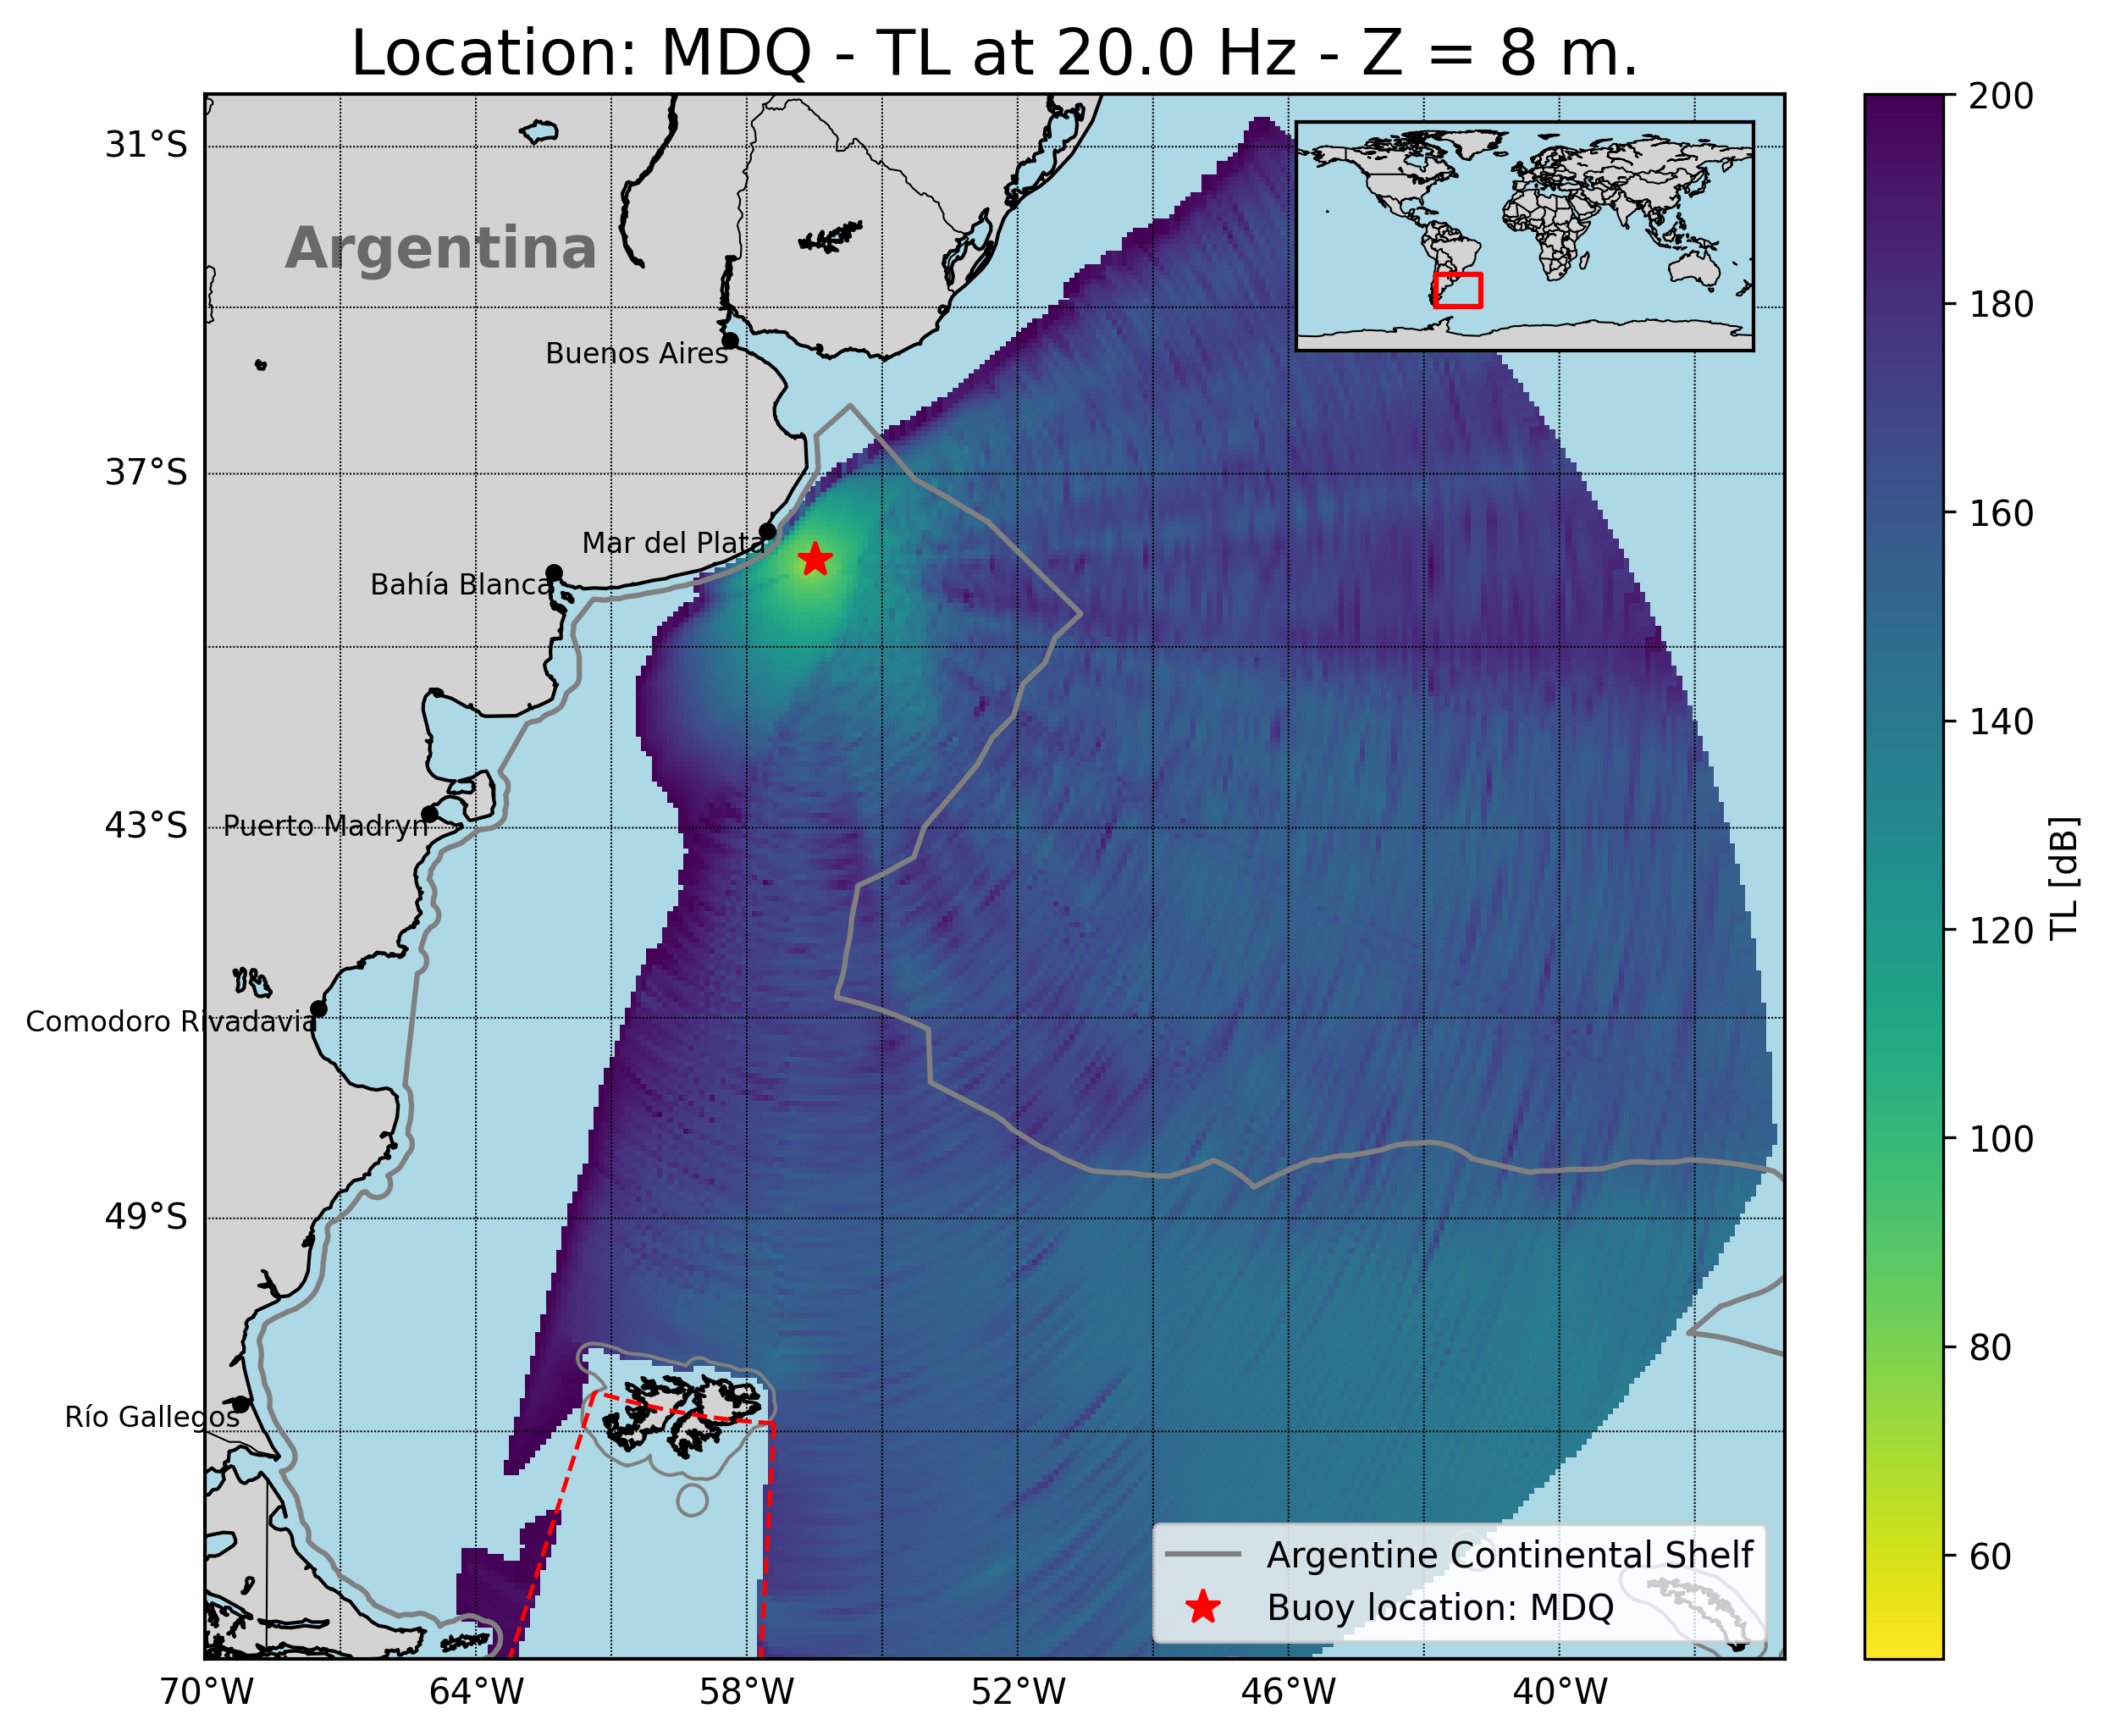 Location: MDQ - TL at 20.0 Hz - Z = 8 m.
31°S
37°S
43°S
49°S
Argentina
Buenos Aires
Mar del Plata
Bahía Blanca
Puerto Madryn
Comodoro Rivadavia
Río Gallegos
Argentine Continental Shelf
Buoy location: MDQ
70°W
64°W
58°W
52°W
46°W
40°W
200
180
160
140
120
100
80
60
TL [dB]